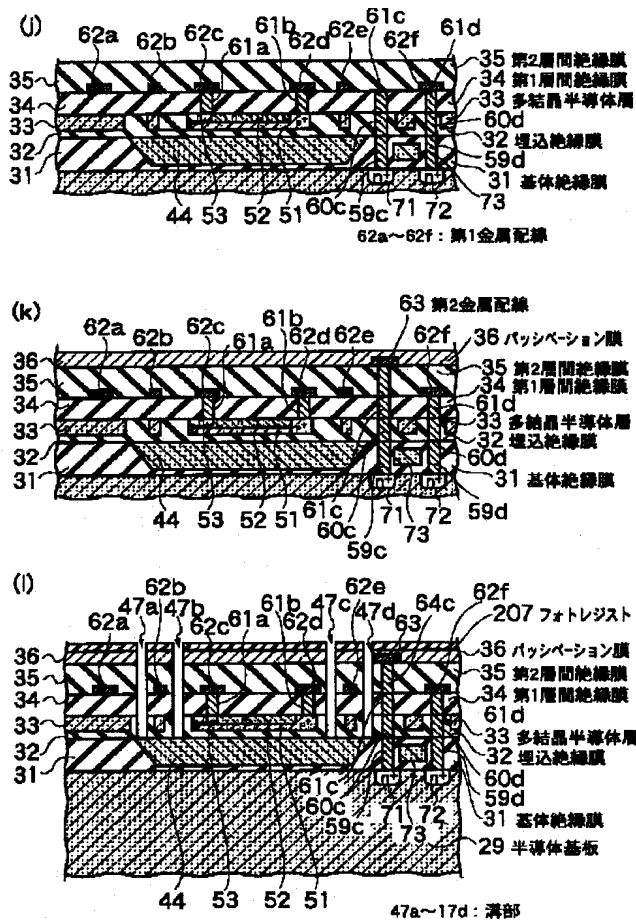 (j)
61b 61c
62a 62b 62c 61a 62d 62e 62f 61d
35 35 第2層間絶縁膜
34 34 第1層間絶縁膜
33 33 多結晶半導体層
60d
32 32 埋込絶縁膜
59d
31 31 基体絶縁膜
44 53 52 51 60c 59c 71 72 73
62a~62f : 第1金属配線
(k)
63 第2金属配線
61b
62a 62b 62c 61a 62d 62e 62f
36 36 パッシベーション膜
35 35 第2層間絶縁膜
34 34 第1層間絶縁膜
61d
33 33 多結晶半導体層
32 32 埋込絶縁膜
60d
31 31 基体絶縁膜
59d
44 53 52 51 61c 60c 59c 71 73 72
(l)
62b 62e 62f
47a 47b 61b 47c 47d 64c
62a 62c 61a 62d 63 207 フォトレジスト
36 36 パッシベーション膜
35 35 第2層間絶縁膜
34 34 第1層間絶縁膜
61d
33 33 多結晶半導体層
32 32 埋込絶縁膜
31 61c 60d
60c 71 72 59d
59c 73 31 基体絶縁膜
29 半導体基板
44 53 52 51
47a~17d : 溝部